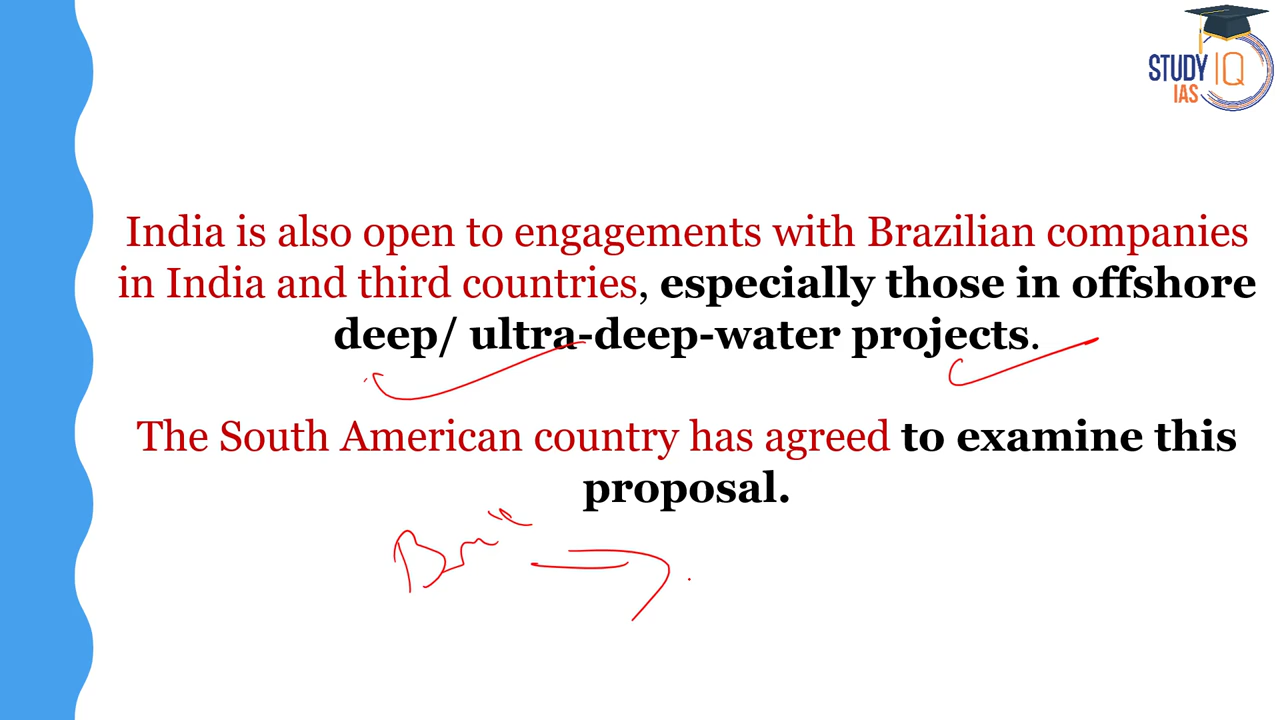 STUDY IQ
IAS
India is also open to engagements with Brazilian companies
in India and third countries, especially those in offshore
deep/ ultra-deep-water projects.
The South American country has agreed to examine this
proposal.